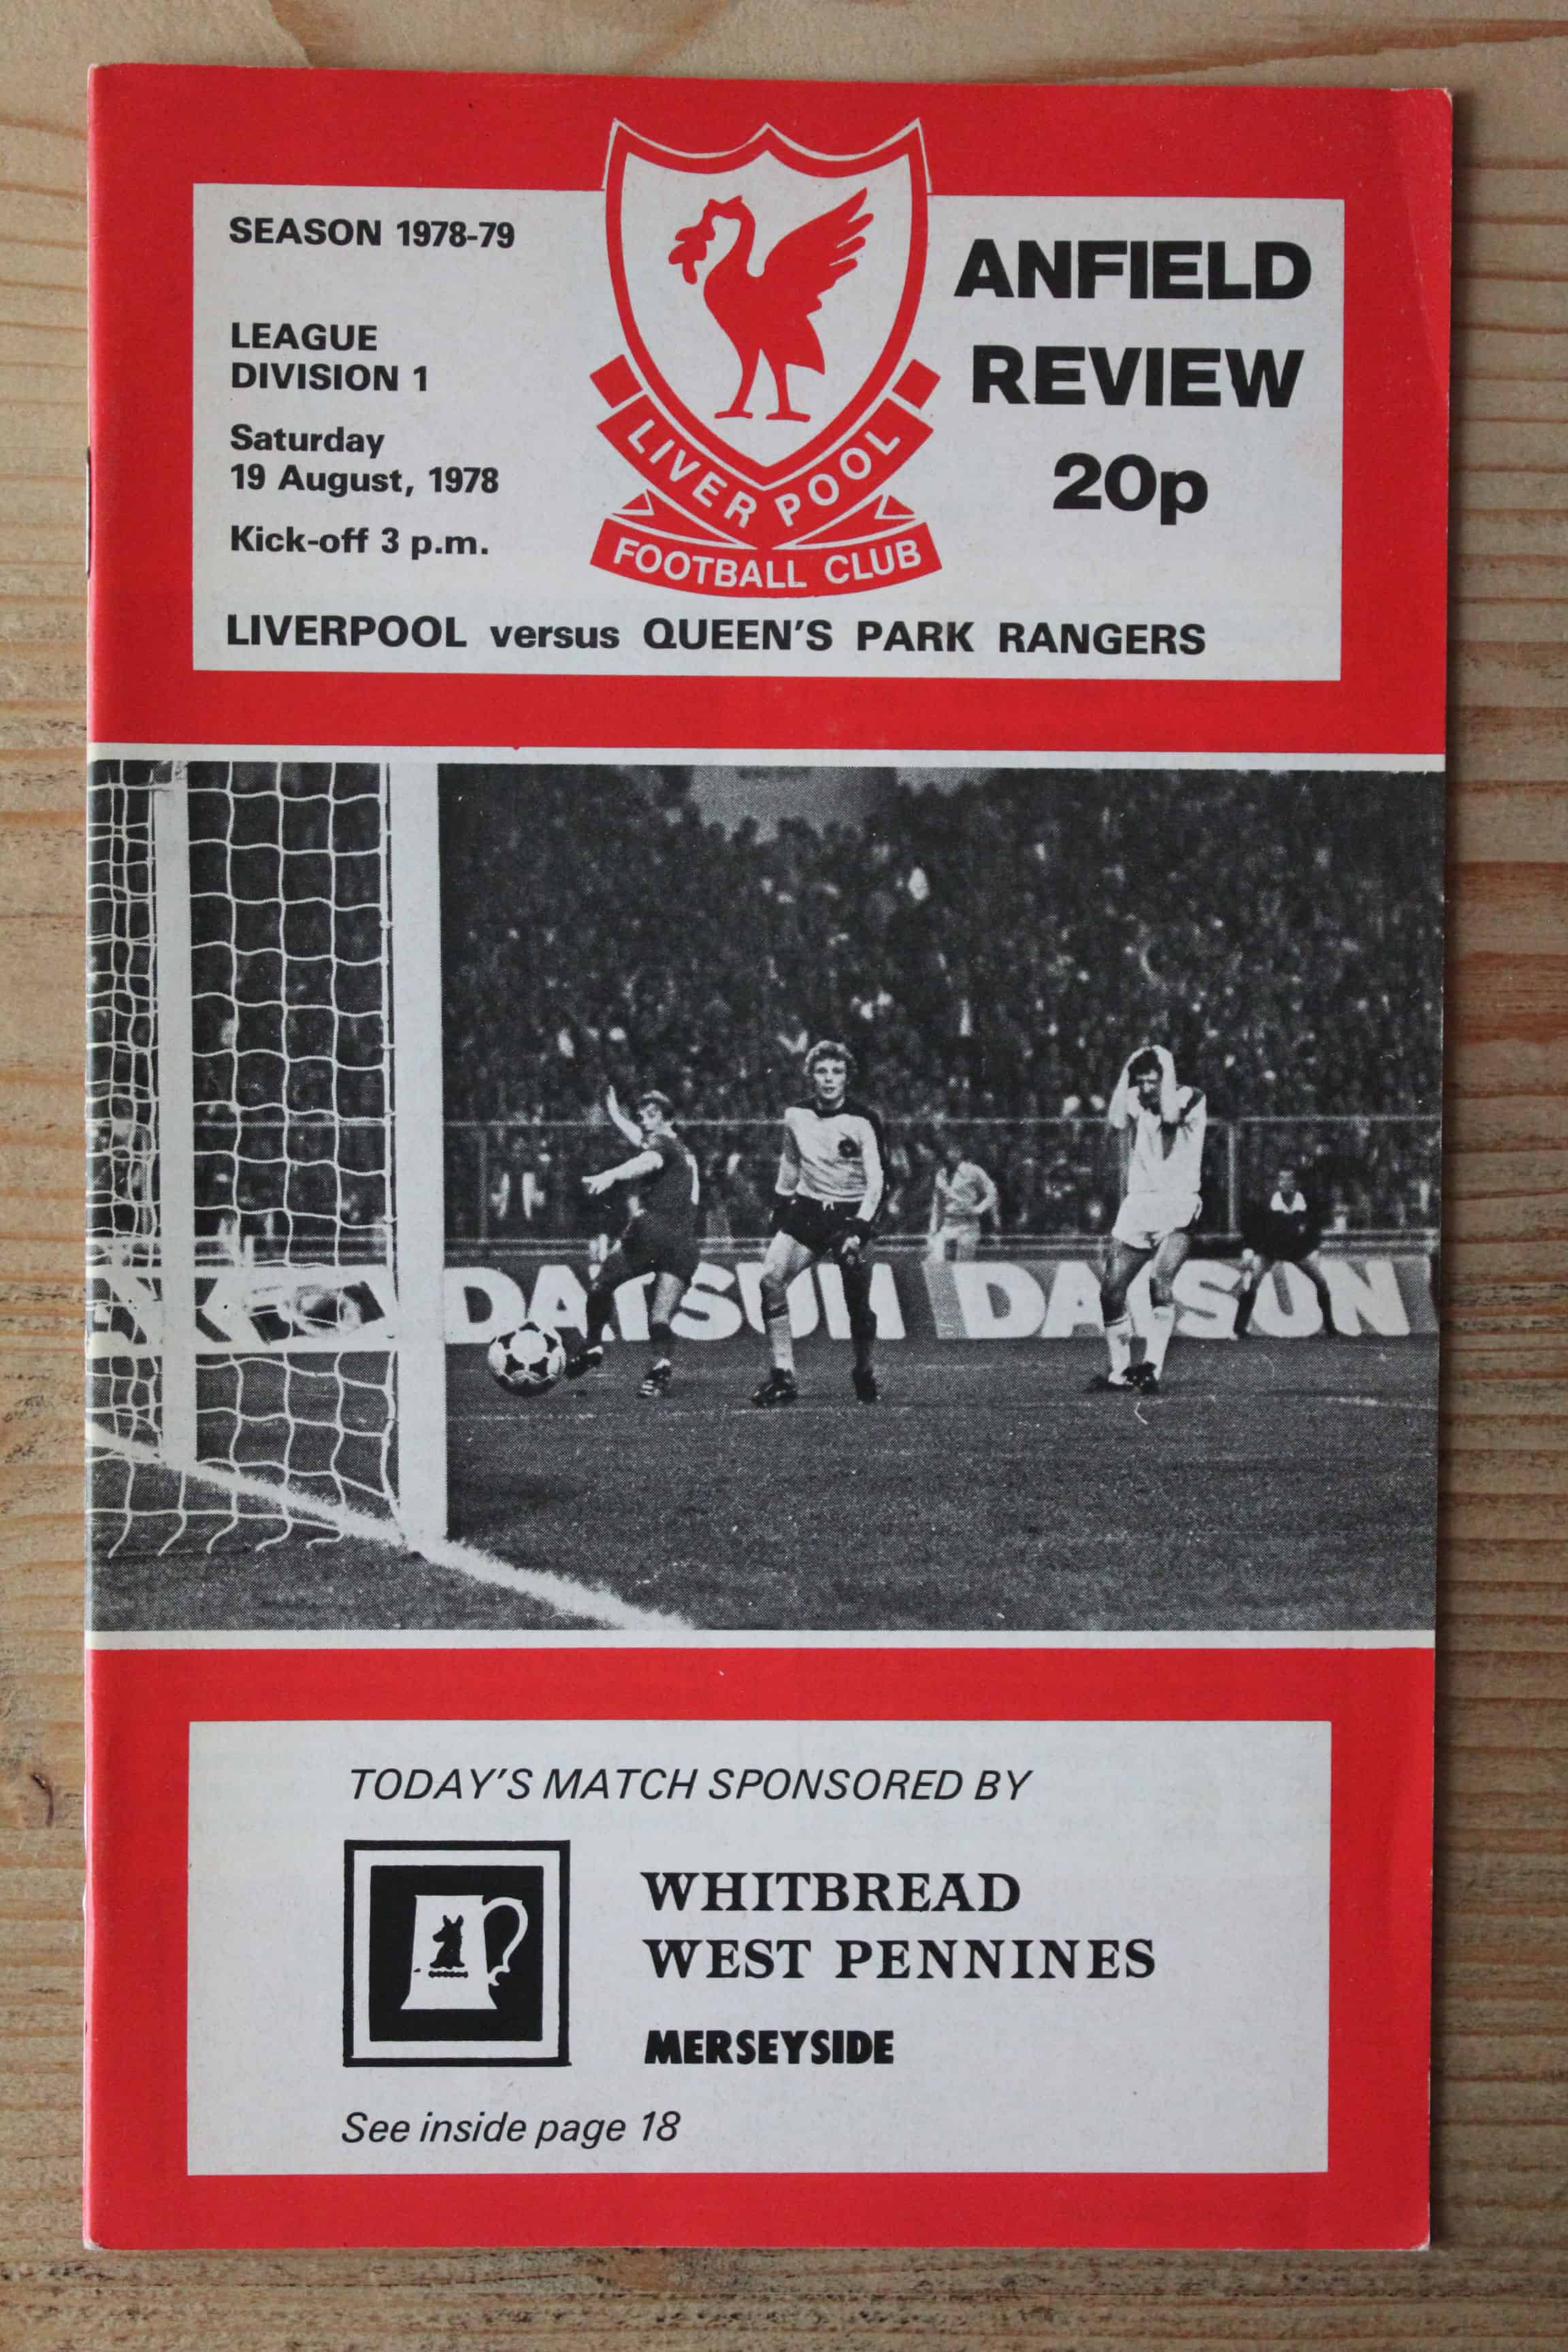 SEASON 1978-79
LEAGUE
DIVISION 1
Saturday
19 August, 1978
Kick-off 3 p.m.
LIVERPOOL
FOOTBALL CLUB
ANFIELD
REVIEW
20p
LIVERPOOL versus QUEEN'S PARK RANGERS
DATSUN DATSUN
TODAY'S MATCH SPONSORED BY
WHITBREAD
WEST PENNINES
MERSEYSIDE
See inside page 18